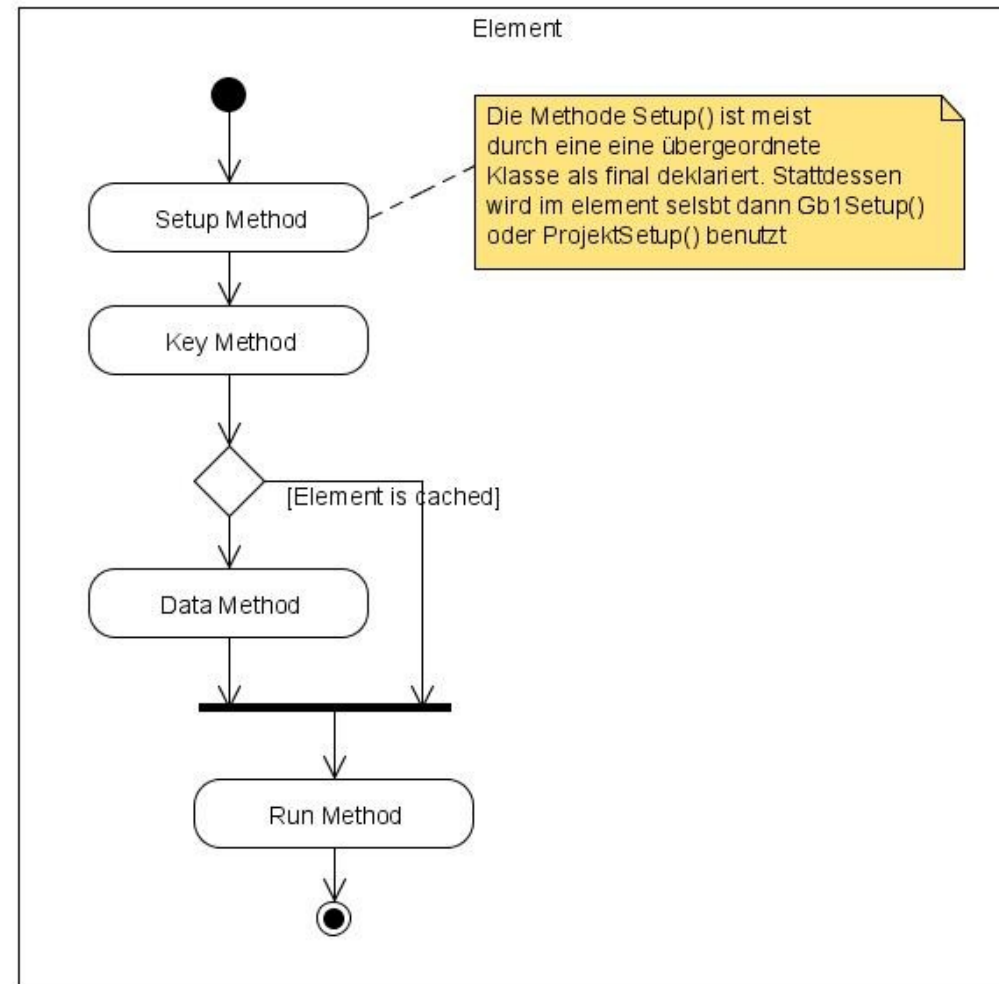 Element
Die Methode Setup() ist meist
durch eine eine übergeordnete
Klasse als final deklariert. Stattdessen
wird im element selsbt dann Gb1Setup()
oder ProjektSetup() benutzt
Setup Method
Key Method
[Element is cached]
Data Method
Run Method